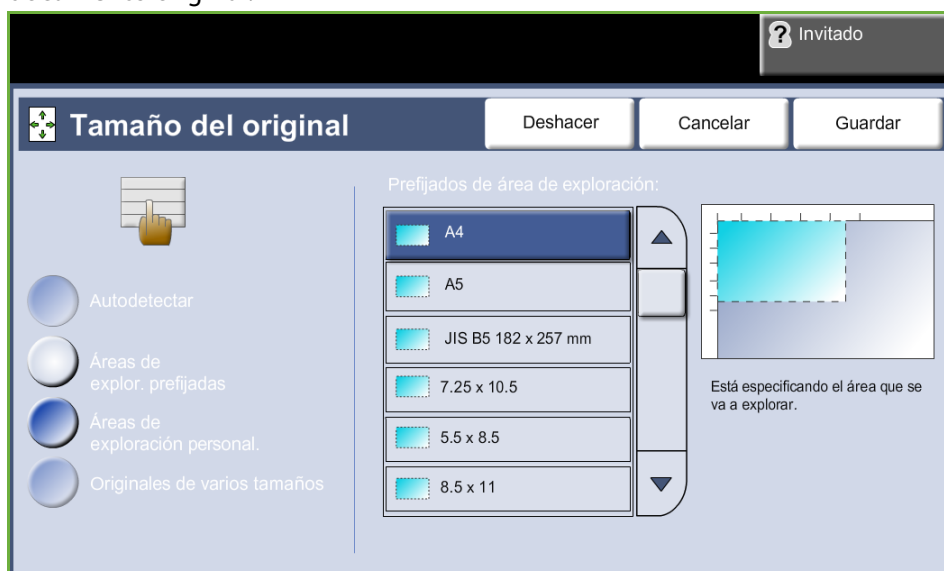 Invitado
Tamaño del original
Deshacer
Cancelar
Guardar
Prefijados de área de exploración:
Autodetectar
Áreas de
explor. prefijadas
Áreas de
exploración personal.
Originales de varios tamaños
A4
A5
JIS B5 182 x 257 mm
7.25 x 10.5
5.5 x 8.5
8.5 x 11
Está especificando el área que se
va a explorar.